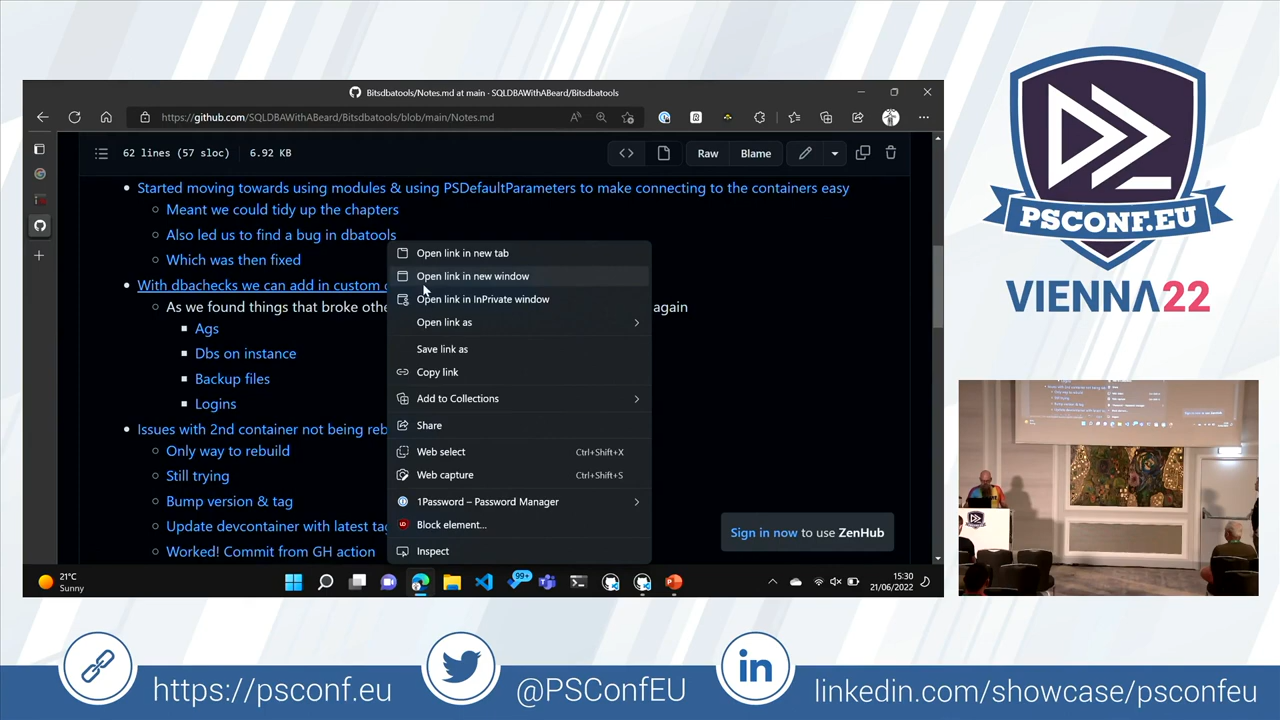 Bitsdbatools/Notes.md at main · SQLDBAWithABeard/Bitsdbatools
https://github.com/SQLDBAWithABeard/Bitsdbatools/blob/main/Notes.md
62 lines (57 sloc) 6.92 KB
Raw
Blame
Started moving towards using modules & using PSDefaultParameters to make connecting to the containers easy
Meant we could tidy up the chapters
Also led us to find a bug in dbatools
Which was then fixed
With dbachecks we can add in custom
As we found things that broke
again
Ags
Dbs on instance
Backup files
Logins
Issues with 2nd container not being
Only way to rebuild
Still trying
Bump version & tag
Update devcontainer with latest
Worked! Commit from GH action
Open link in new tab
Open link in new window
Open link in InPrivate window
Open link as
Save link as
Copy link
Add to Collections
Share
Web select Ctrl+Shift+X
Web capture Ctrl+Shift+S
1Password – Password Manager
Block element...
Inspect
Sign in now to use ZenHub
21°C
Sunny
99+
15:30
21/06/2022
PSCONF.EU
VIENNA22
https://psconf.eu
@PSConfEU
linkedin.com/showcase/psconfeu